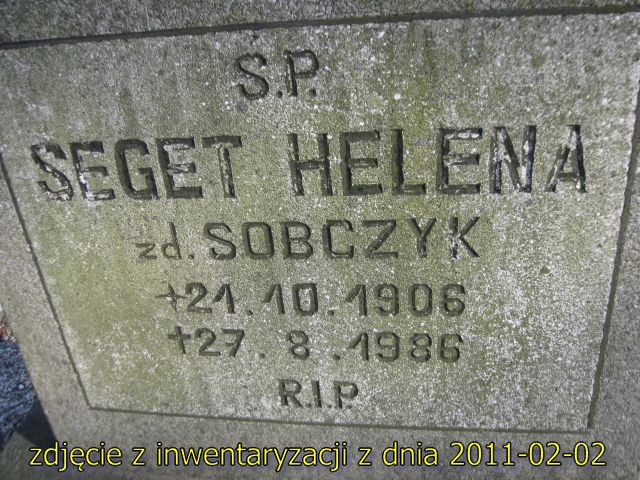 Ś.P.
SEGET HELENA
zd. SOBCZYK
*21.10.1906
†27.8.1986
R.I.P.
zdjęcie z inwentaryzacji z dnia 2011-02-02